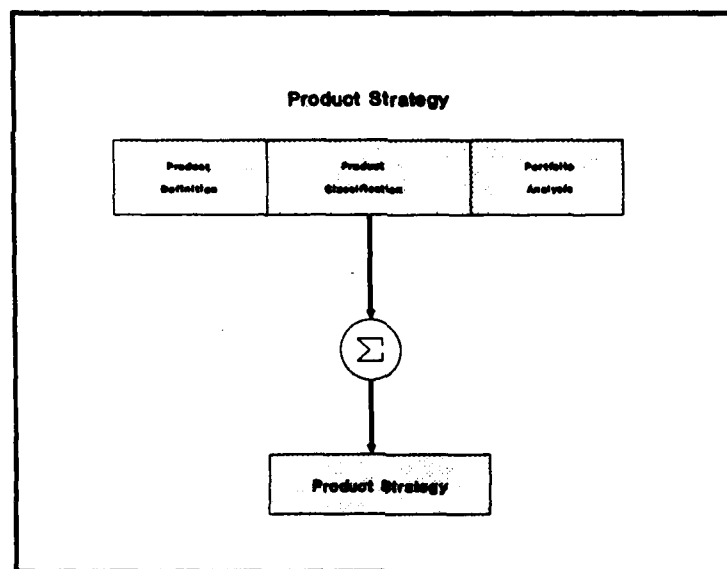 Product Strategy
Product
Definition
Product
Classification
Portfolio
Analysis
Σ
Product Strategy